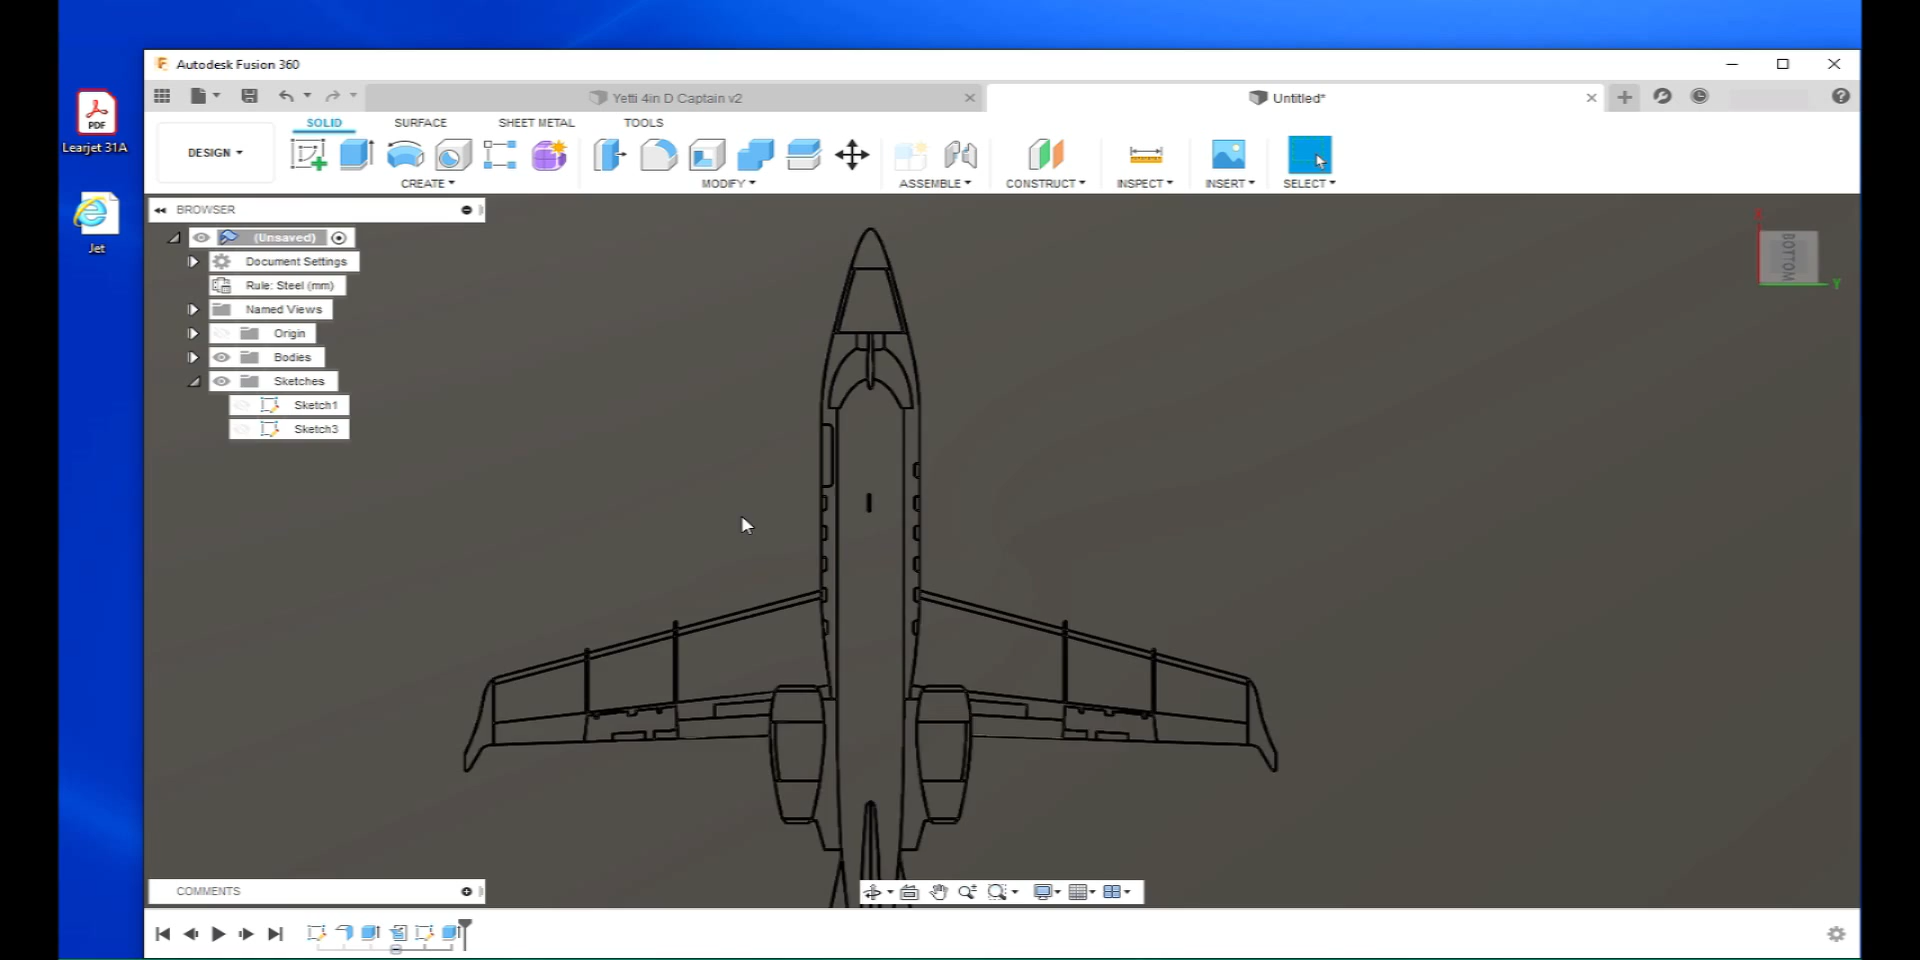 Autodesk Fusion 360
Yetti 4in D Captain v2
Untitled*
PDF
Learjet 31A
Jet
SOLID
SURFACE
SHEET METAL
TOOLS
DESIGN
CREATE
MODIFY
ASSEMBLE
CONSTRUCT
INSPECT
INSERT
SELECT
BROWSER
(Unsaved)
Document Settings
Rule: Steel (mm)
Named Views
Origin
Bodies
Sketches
Sketch1
Sketch3
BOTTOM
Y
COMMENTS